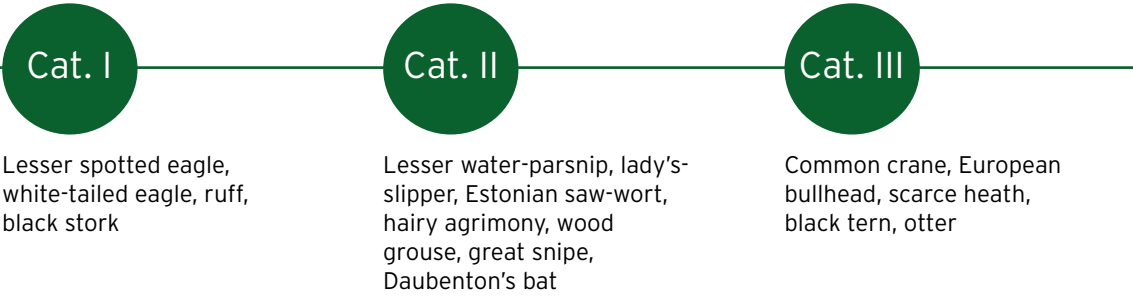 Cat. I
Lesser spotted eagle,
white-tailed eagle, ruff,
black stork
Cat. II
Lesser water-parsnip, lady's-
slipper, Estonian saw-wort,
hairy agrimony, wood
grouse, great snipe,
Daubenton's bat
Cat. III
Common crane, European
bullhead, scarce heath,
black tern, otter